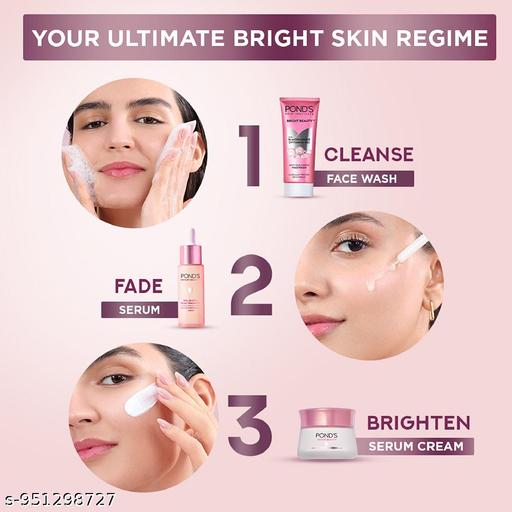 YOUR ULTIMATE BRIGHT SKIN REGIME
1
POND'S
BRIGHT BEAUTY
CLEANSE
FACE WASH
FADE
SERUM
POND'S
2
3
POND'S
BRIGHTEN
SERUM CREAM
s-951298727